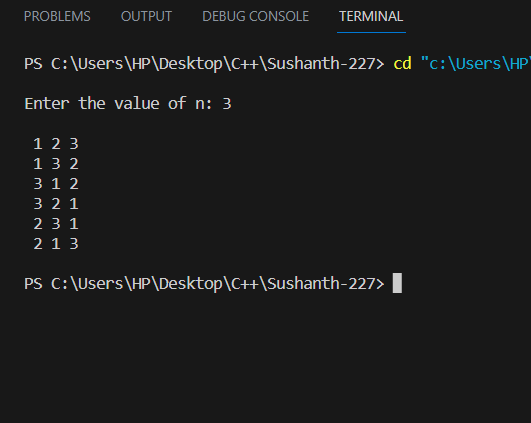 PROBLEMS OUTPUT DEBUG CONSOLE TERMINAL
PS C:\Users\HP\Desktop\C++\Sushanth-227> cd "c:\Users\HP\
Enter the value of n: 3
1 2 3
1 3 2
3 1 2
3 2 1
2 3 1
2 1 3
PS C:\Users\HP\Desktop\C++\Sushanth-227>